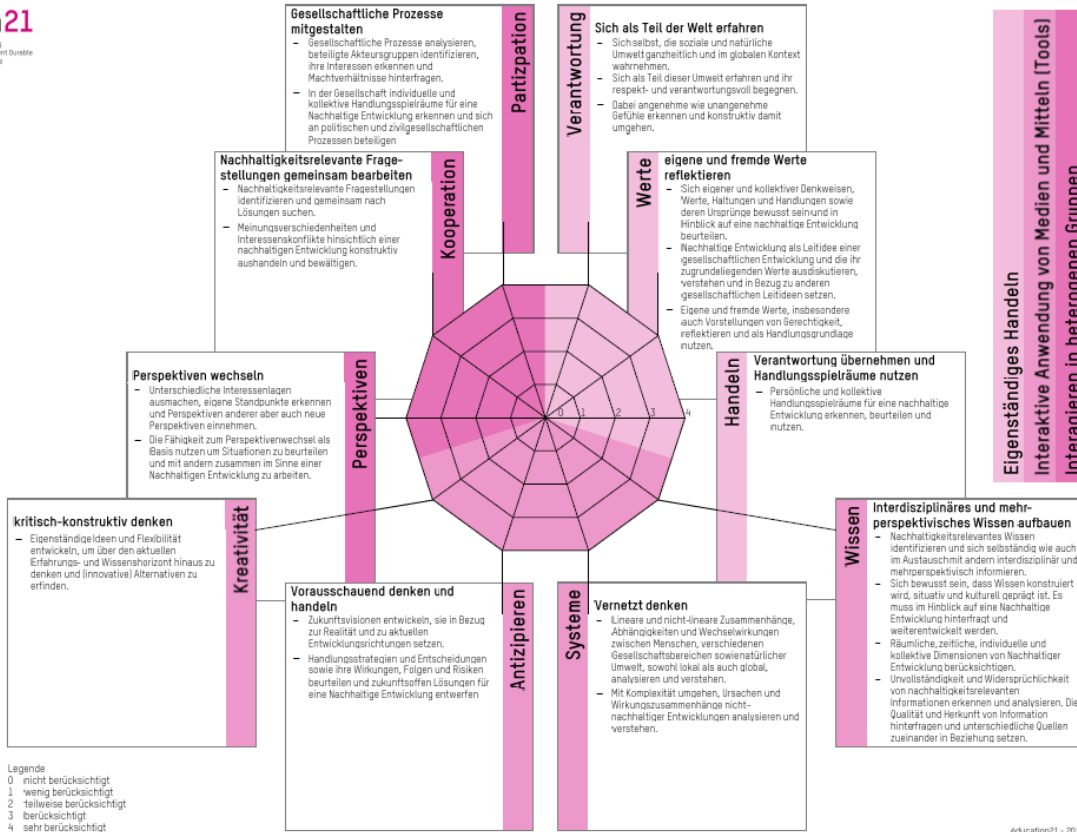 21
nt Durable
Gesellschaftliche Prozesse
mitgestalten
– Gesellschaftliche Prozesse analysieren,
beteiligte Akteursgruppen identifizieren,
ihre Interessen erkennen und
Machtverhältnisse hinterfragen.
– In der Gesellschaft individuelle und
kollektive Handlungsspielräume für eine
Nachhaltige Entwicklung erkennen und sich
an politischen und zivilgesellschaftlichen
Prozessen beteiligen
Partizpation
Verantwortung
Sich als Teil der Welt erfahren
– Sich selbst, die soziale und natürliche
Umwelt ganzheitlich und im globalen Kontext
wahrnehmen.
– Sich als Teil dieser Umwelt erfahren und ihr
respekt- und verantwortungsvoll begegnen.
– Dabei angenehme wie unangenehme
Gefühle erkennen und konstruktiv damit
umgehen.
Nachhaltigkeitsrelevante Frage-
stellungen gemeinsam bearbeiten
– Nachhaltigkeitsrelevante Fragestellungen
identifizieren und gemeinsam nach
Lösungen suchen.
– Meinungsverschiedenheiten und
Interessenskonflikte hinsichtlich einer
nachhaltigen Entwicklung konstruktiv
aushandeln und bewältigen.
Kooperation
Werte
eigene und fremde Werte
reflektieren
– Sich eigener und kollektiver Denkweisen,
Werte, Haltungen und Handlungen sowie
deren Ursprünge bewusst sein und in
Hinblick auf eine nachhaltige Entwicklung
beurteilen.
– Nachhaltige Entwicklung als Leitidee einer
gesellschaftlichen Entwicklung und die ihr
zugrundeliegenden Werte ausdiskutieren,
verstehen und in Bezug zu anderen
gesellschaftlichen Leitideen setzen.
– Eigene und fremde Werte, insbesondere
auch Vorstellungen von Gerechtigkeit,
reflektieren und als Handlungsgrundlage
nutzen.
Perspektiven wechseln
– Unterschiedliche Interessenlagen
ausmachen, eigene Standpunkte erkennen
und Perspektiven anderer aber auch neue
Perspektiven einnehmen.
– Die Fähigkeit zum Perspektivenwechsel als
Basis nutzen um Situationen zu beurteilen
und mit andern zusammen im Sinne einer
Nachhaltigen Entwicklung zu arbeiten.
Perspektiven
0 1 2 3 4
Handeln
Verantwortung übernehmen und
Handlungsspielräume nutzen
– Persönliche und kollektive
Handlungsspielräume für eine nachhaltige
Entwicklung erkennen, beurteilen und
nutzen.
Eigenständiges Handeln
Interaktive Anwendung von Medien und Mitteln (Tools)
Interagieren in heterogenen Gruppen
kritisch-konstruktiv denken
– Eigenständige Ideen und Flexibilität
entwickeln, um über den aktuellen
Erfahrungs- und Wissenshorizont hinaus zu
denken und (innovative) Alternativen zu
erfinden.
Kreativität
Vorausschauend denken und
handeln
– Zukunftsvisionen entwickeln, sie in Bezug
zur Realität und zu aktuellen
Entwicklungsrichtungen setzen.
– Handlungsstrategien und Entscheidungen
sowie ihre Wirkungen, Folgen und Risiken
beurteilen und zukunftsoffen Lösungen für
eine Nachhaltige Entwicklung entwerfen
Antizipieren
Systeme
Vernetzt denken
– Lineare und nicht-lineare Zusammenhänge,
Abhängigkeiten und Wechselwirkungen
zwischen Menschen, verschiedenen
Gesellschaftsbereichen sowie natürlicher
Umwelt, sowohl lokal als auch global,
analysieren und verstehen.
– Mit Komplexität umgehen, Ursachen und
Wirkungszusammenhänge nicht-
nachhaltiger Entwicklungen analysieren und
verstehen.
Wissen
Interdisziplinäres und mehr-
perspektivisches Wissen aufbauen
– Nachhaltigkeitsrelevantes Wissen
identifizieren und sich selbständig wie auch
im Austausch mit andern interdisziplinär und
mehrperspektivisch informieren.
– Sich bewusst sein, dass Wissen konstruiert
wird, situativ und kulturell geprägt ist. Es
muss im Hinblick auf eine Nachhaltige
Entwicklung hinterfragt und
weiterentwickelt werden.
– Räumliche, zeitliche, individuelle und
kollektive Dimensionen von Nachhaltiger
Entwicklung berücksichtigen.
– Unvollständigkeit und Widersprüchlichkeit
von nachhaltigkeitsrelevanten
Informationen erkennen und analysieren. Die
Qualität und Herkunft von Information
hinterfragen und unterschiedliche Quellen
zueinander in Beziehung setzen.
Legende
0 nicht berücksichtigt
1 wenig berücksichtigt
2 teilweise berücksichtigt
3 berücksichtigt
4 sehr berücksichtigt
éducation21 - 20